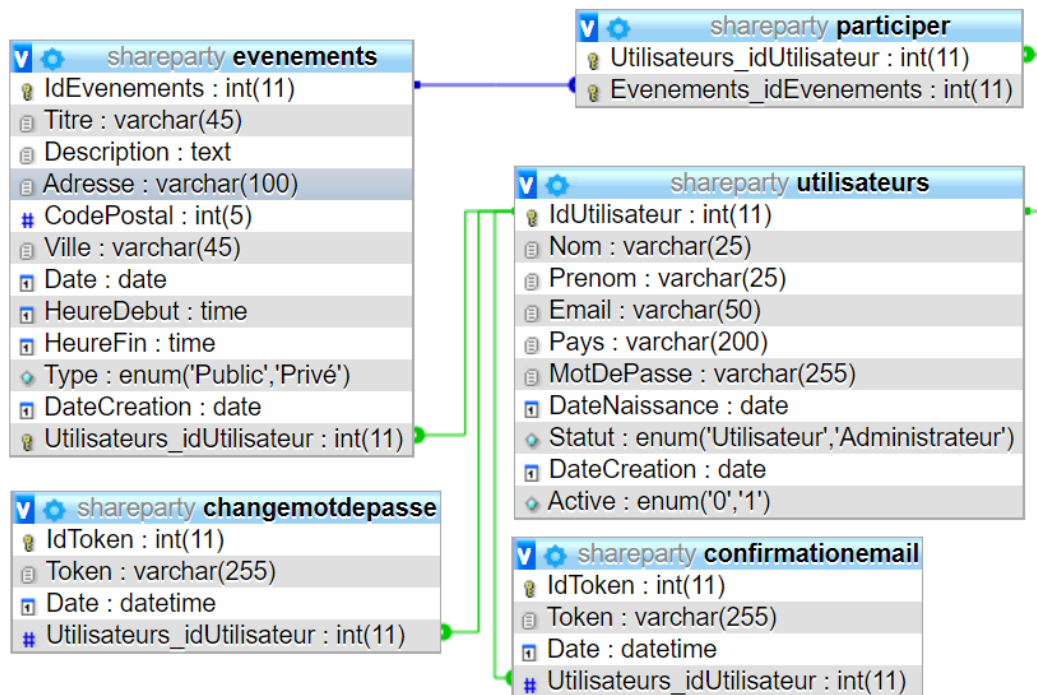 shareparty evenements
IdEvenements : int(11)
Titre : varchar(45)
Description : text
Adresse : varchar(100)
CodePostal : int(5)
Ville : varchar(45)
Date : date
HeureDebut : time
HeureFin : time
Type : enum('Public','Privé')
DateCreation : date
Utilisateurs_idUtilisateur : int(11)
shareparty participer
Utilisateurs_idUtilisateur : int(11)
Evenements_idEvenements : int(11)
shareparty utilisateurs
IdUtilisateur : int(11)
Nom : varchar(25)
Prenom : varchar(25)
Email : varchar(50)
Pays : varchar(200)
MotDePasse : varchar(255)
DateNaissance : date
Statut : enum('Utilisateur','Administrateur')
DateCreation : date
Active : enum('0','1')
shareparty changemotdepasse
IdToken : int(11)
Token : varchar(255)
Date : datetime
Utilisateurs_idUtilisateur : int(11)
shareparty confirmationemail
IdToken : int(11)
Token : varchar(255)
Date : datetime
Utilisateurs_idUtilisateur : int(11)